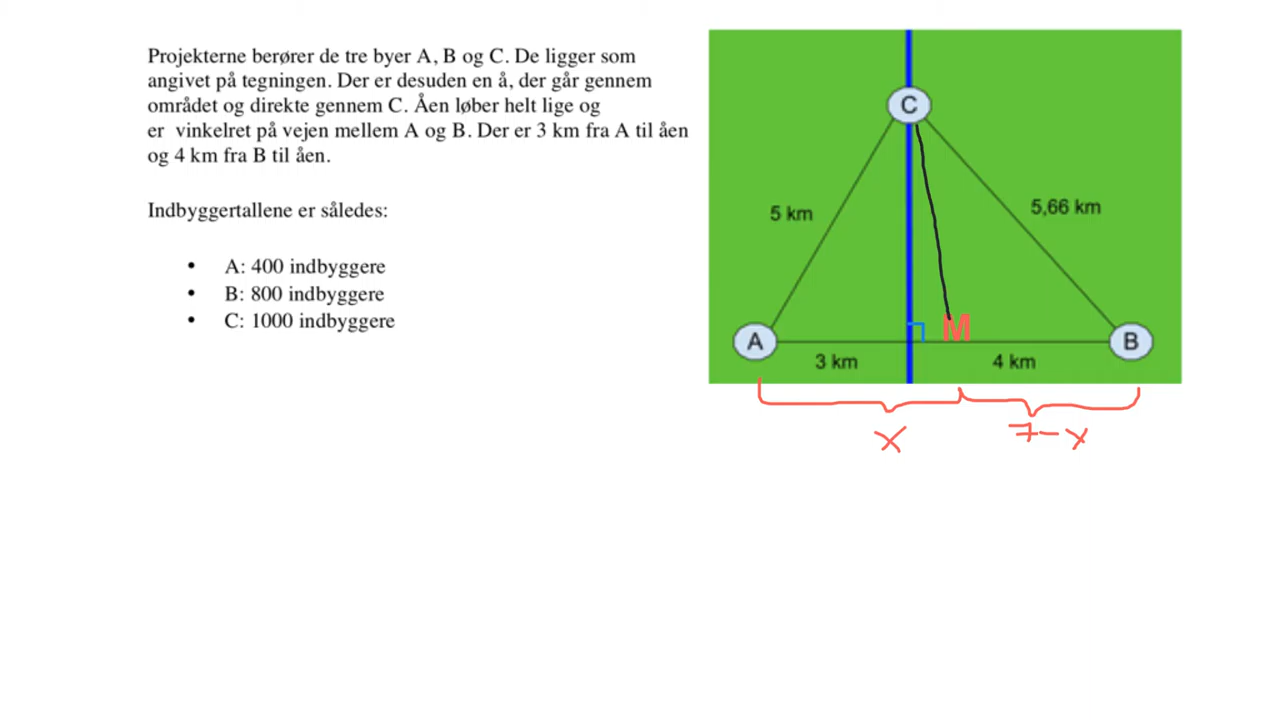 Projekterne berører de tre byer A, B og C. De ligger som
angivet på tegningen. Der er desuden en å, der går gennem
området og direkte gennem C. Åen løber helt lige og
er vinkelret på vejen mellem A og B. Der er 3 km fra A til åen
og 4 km fra B til åen.
Indbyggertallene er således:
• A: 400 indbyggere
• B: 800 indbyggere
• C: 1000 indbyggere
C
5 km
5,66 km
M
A
B
3 km
4 km
x
7-x